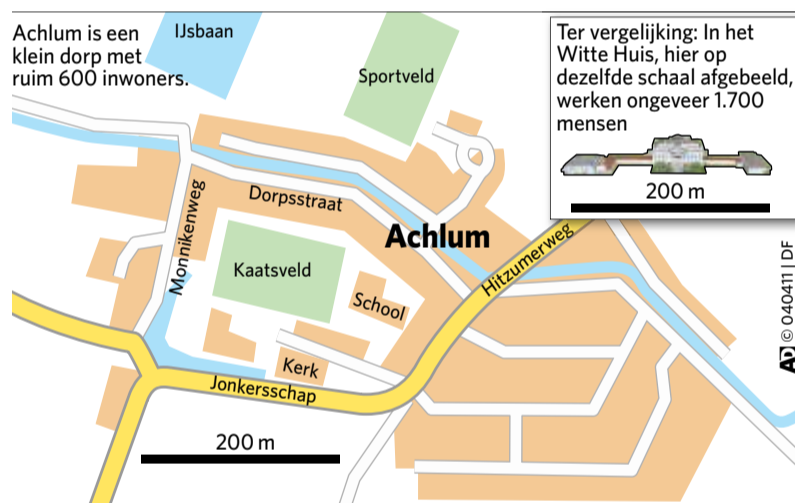 Achlum is een
klein dorp met
ruim 600 inwoners.
IJsbaan
Sportveld
Ter vergelijking: In het
Witte Huis, hier op
dezelfde schaal afgebeeld,
werken ongeveer 1.700
mensen
200 m
Monnikenweg
Dorpsstraat
Achlum
Hitzumerweg
Kaatsveld
School
Kerk
Jonkersschap
200 m
AD © 040411 | DF